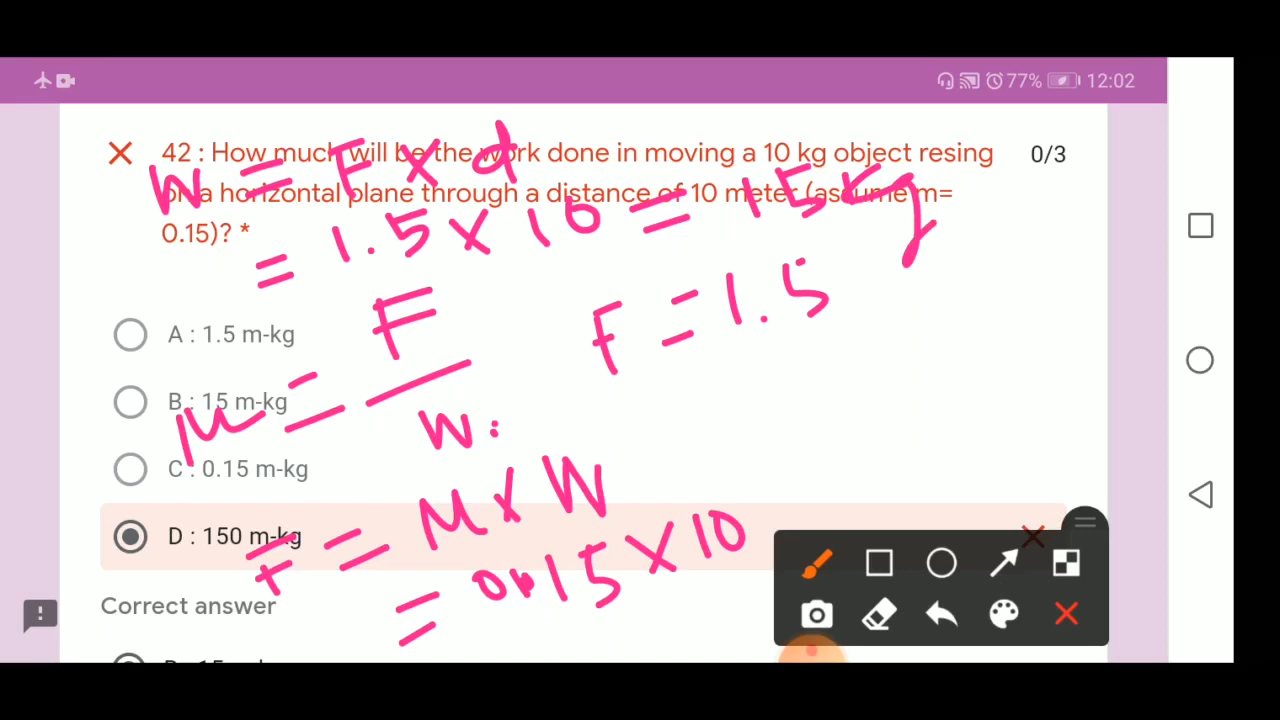 77% 12:02
42 : How much will be the work done in moving a 10 kg object resing
0/3
on a horizontal plane through a distance of 10 meter (assume m=
0.15)? *
W = F x d
= 1.5 x 10 = 15 kg
A : 1.5 m-kg
B : 15 m-kg
C : 0.15 m-kg
D : 150 m-kg
μ = F
W
F = 1.5
F = M x W
= 0.15 x 10
Correct answer